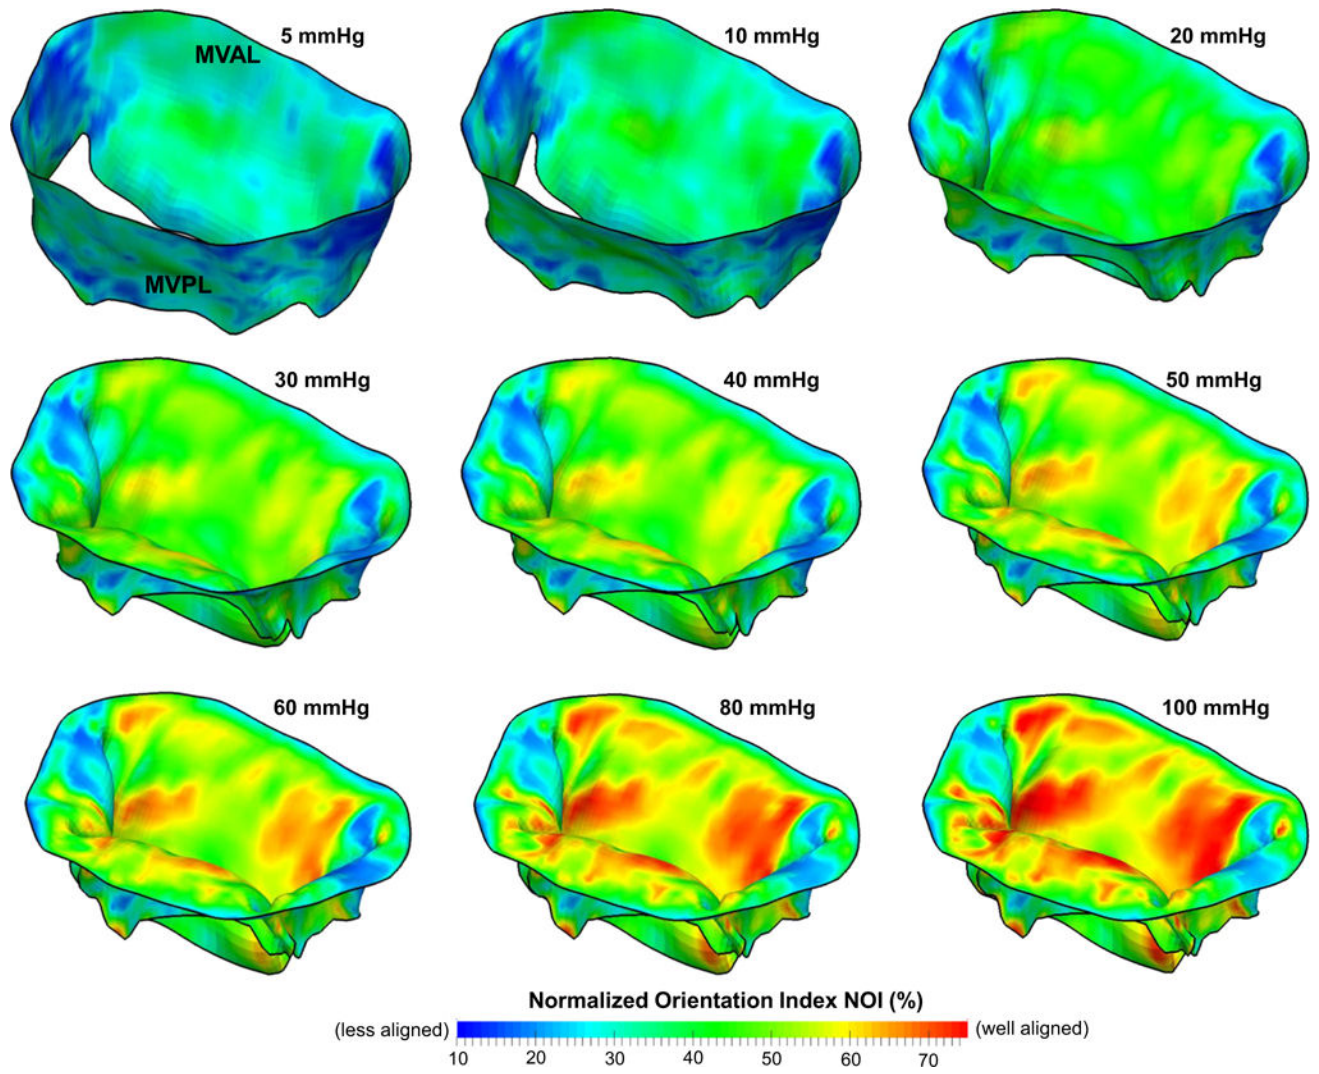 5 mmHg
10 mmHg
20 mmHg
MVAL
MVPL
30 mmHg
40 mmHg
50 mmHg
60 mmHg
80 mmHg
100 mmHg
Normalized Orientation Index NOI (%)
(less aligned)
(well aligned)
10 20 30 40 50 60 70